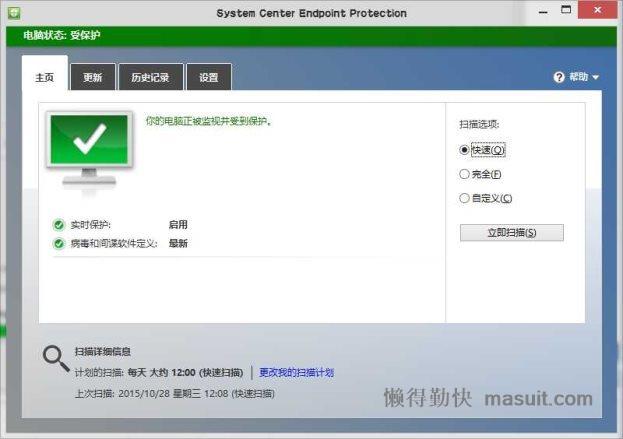 System Center Endpoint Protection
电脑状态: 受保护
主页 更新 历史记录 设置 帮助
你的电脑正被监视并受到保护。
扫描选项:
快速(Q)
完全(F)
自定义(C)
立即扫描(S)
实时保护: 启用
病毒和间谍软件定义: 最新
扫描详细信息
计划的扫描: 每天 大约 12:00 (快速扫描) | 更改我的扫描计划
上次扫描: 2015/10/28 星期三 12:08 (快速扫描)
懒得勤快 masuit.com